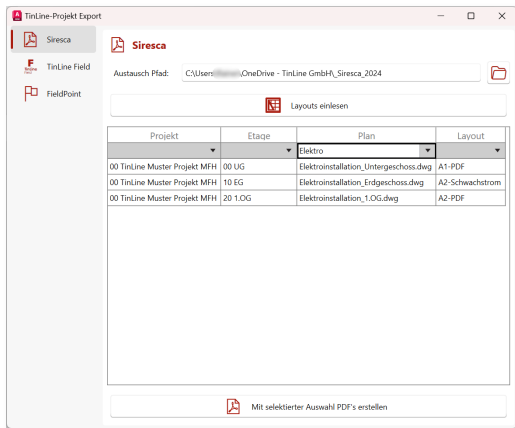 TinLine-Projekt Export
Siresca
TinLine Field
FieldPoint
Siresca
Austausch Pfad: C:\Users\ \OneDrive - TinLine GmbH\_Siresca_2024
Layouts einlesen
Projekt Etage Plan Layout
Elektro
00 TinLine Muster Projekt MFH 00 UG Elektroinstallation_Untergeschoss.dwg A1-PDF
00 TinLine Muster Projekt MFH 10 EG Elektroinstallation_Erdgeschoss.dwg A2-Schwachstrom
00 TinLine Muster Projekt MFH 20 1.OG Elektroinstallation_1.OG.dwg A2-PDF
Mit selektierter Auswahl PDF's erstellen